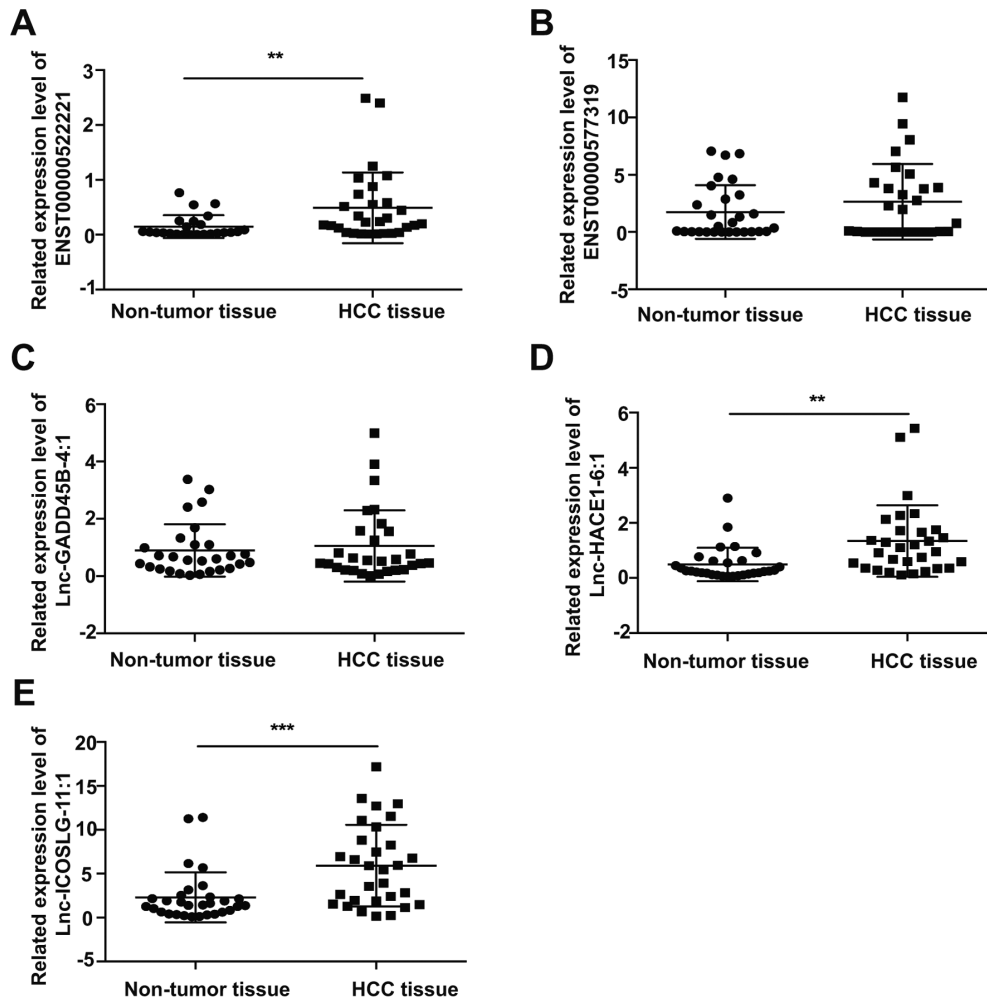 A
Related expression level of
ENST00000522221
3
2
1
0
-1
**
Non-tumor tissue
HCC tissue
B
Related expression level of
ENST00000577319
15
10
5
0
-5
Non-tumor tissue
HCC tissue
C
Related expression level of
Lnc-GADD45B-4:1
6
4
2
0
-2
Non-tumor tissue
HCC tissue
D
Related expression level of
Lnc-HACE1-6:1
6
4
2
0
-2
**
Non-tumor tissue
HCC tissue
E
Related expression level of
Lnc-ICOSLG-11:1
20
15
10
5
0
-5
***
Non-tumor tissue
HCC tissue